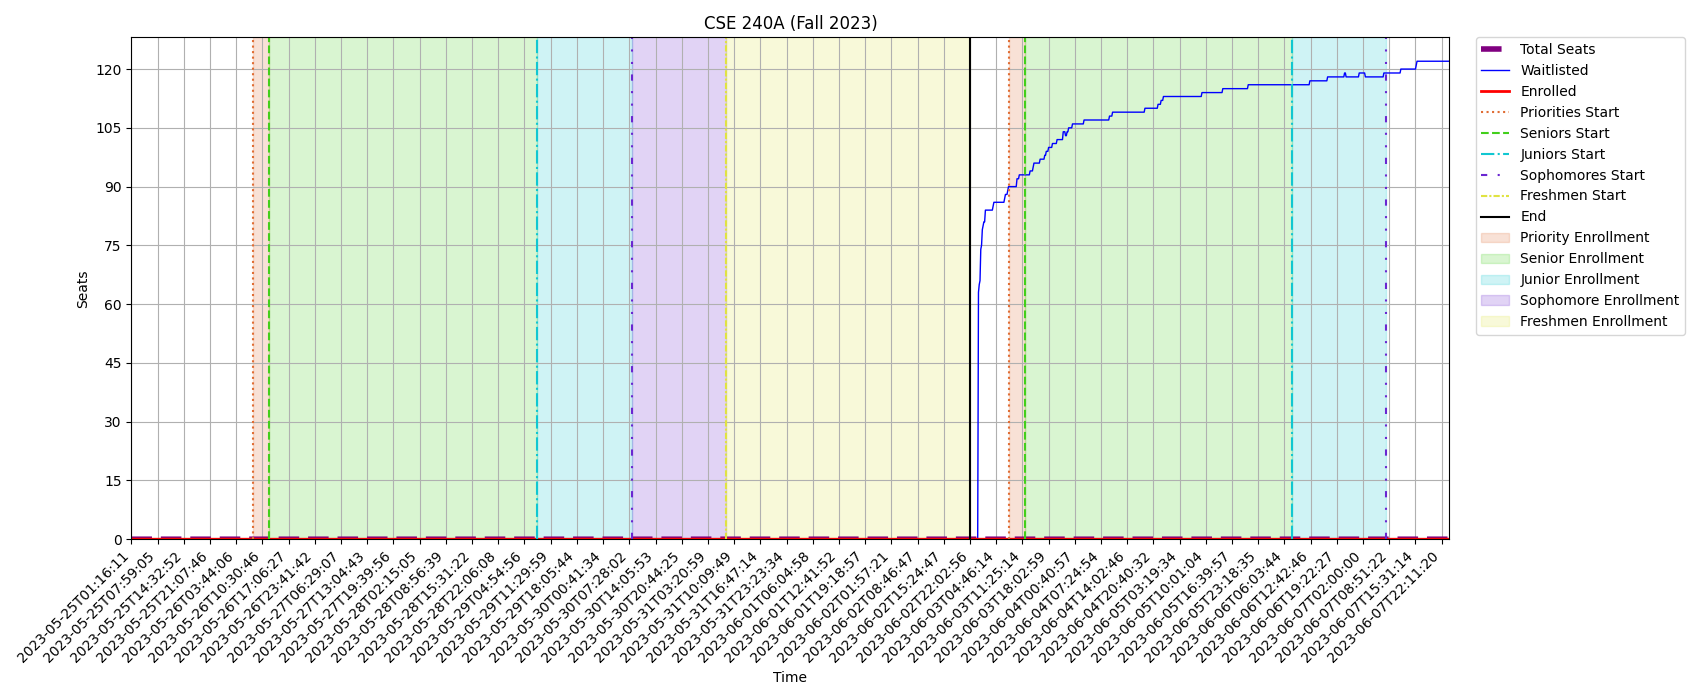 CSE 240A (Fall 2023)
Seats
120
105
90
75
60
45
30
15
0
2023-05-25T01:16:11
2023-05-25T07:59:05
2023-05-25T14:32:52
2023-05-25T21:07:46
2023-05-26T03:44:06
2023-05-26T10:30:46
2023-05-26T17:06:27
2023-05-26T23:41:42
2023-05-27T06:29:07
2023-05-27T13:04:43
2023-05-27T19:39:56
2023-05-28T02:15:05
2023-05-28T08:56:39
2023-05-28T15:31:22
2023-05-28T22:06:08
2023-05-29T04:54:56
2023-05-29T11:29:59
2023-05-29T18:05:44
2023-05-30T00:41:34
2023-05-30T07:28:02
2023-05-30T14:05:53
2023-05-30T20:44:25
2023-05-31T03:20:59
2023-05-31T10:09:49
2023-05-31T16:47:14
2023-05-31T23:23:34
2023-06-01T06:04:58
2023-06-01T12:41:52
2023-06-01T19:18:57
2023-06-02T01:57:21
2023-06-02T08:46:47
2023-06-02T15:24:47
2023-06-02T22:02:56
2023-06-03T04:46:14
2023-06-03T11:25:14
2023-06-03T18:02:59
2023-06-04T00:40:57
2023-06-04T07:24:54
2023-06-04T14:02:46
2023-06-04T20:40:32
2023-06-05T03:19:34
2023-06-05T10:01:04
2023-06-05T16:39:57
2023-06-05T23:18:35
2023-06-06T06:03:44
2023-06-06T12:42:46
2023-06-06T19:22:27
2023-06-07T02:00:00
2023-06-07T08:51:22
2023-06-07T15:31:14
2023-06-07T22:11:20
Time
Total Seats
Waitlisted
Enrolled
Priorities Start
Seniors Start
Juniors Start
Sophomores Start
Freshmen Start
End
Priority Enrollment
Senior Enrollment
Junior Enrollment
Sophomore Enrollment
Freshmen Enrollment